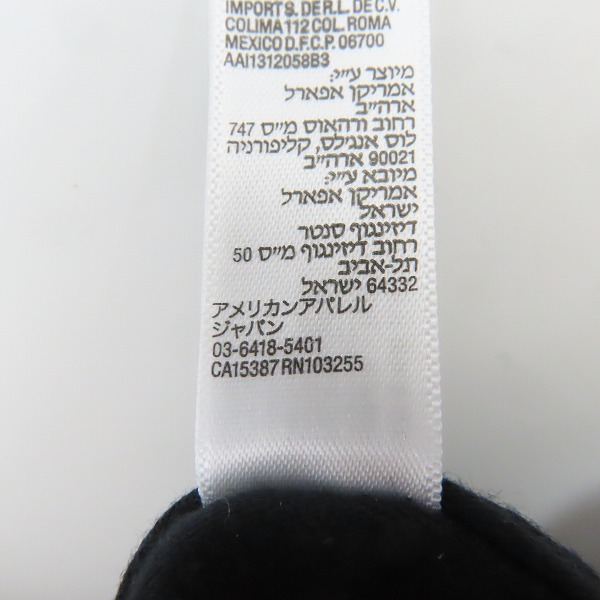 IMPORTS. DE R.L. DE C.V.
COLIMA 112 COL. ROMA
MEXICO D.F.C.P. 06700
AAI1312058B3
מיוצר ע״י:
אמריקן אפארל
ארה״ב
רחוב ורהאוס מ״ס 747
לוס אנג'לס, קליפורניה
90021 ארה״ב
מיובא ע״י:
אמריקן אפארל
ישראל
דיזינגוף סנטר
רחוב דיזינגוף מ״ס 50
תל-אביב
64332 ישראל
アメリカンアパレル
ジャパン
03-6418-5401
CA15387 RN103255